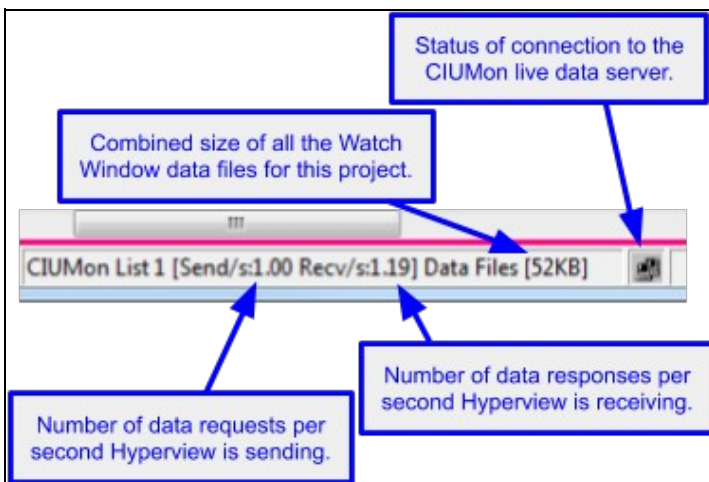 Status of connection to the
CIUMon live data server.
Combined size of all the Watch
Window data files for this project.
CIUMon List 1 [Send/s:1.00 Recv/s:1.19] Data Files [52KB]
Number of data responses per
second Hyperview is receiving.
Number of data requests per
second Hyperview is sending.